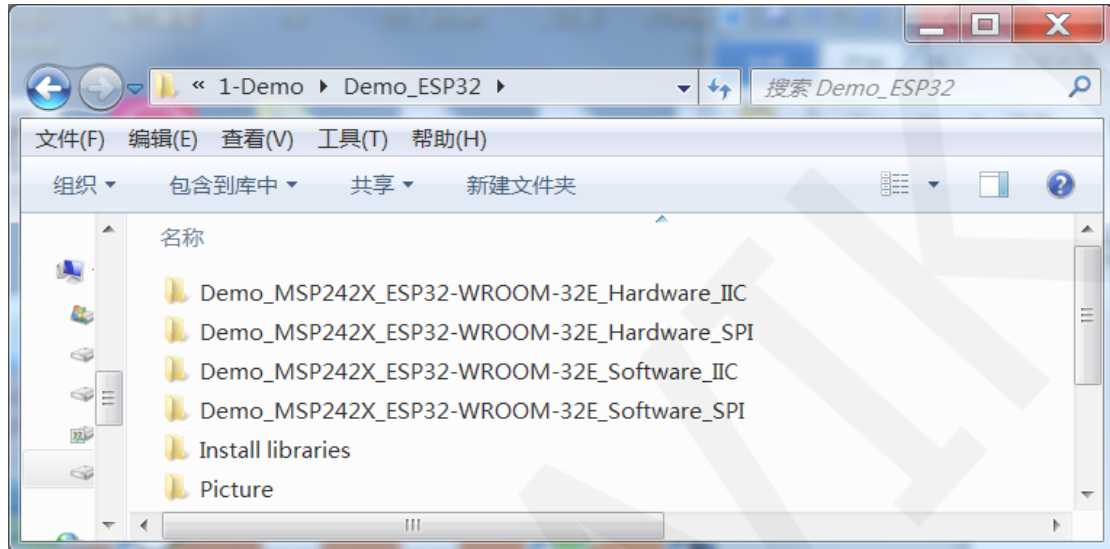 « 1-Demo ▸ Demo_ESP32 ▸ 搜索 Demo_ESP32
文件(F) 编辑(E) 查看(V) 工具(T) 帮助(H)
组织 包含到库中 共享 新建文件夹
名称
Demo_MSP242X_ESP32-WROOM-32E_Hardware_IIC
Demo_MSP242X_ESP32-WROOM-32E_Hardware_SPI
Demo_MSP242X_ESP32-WROOM-32E_Software_IIC
Demo_MSP242X_ESP32-WROOM-32E_Software_SPI
Install libraries
Picture